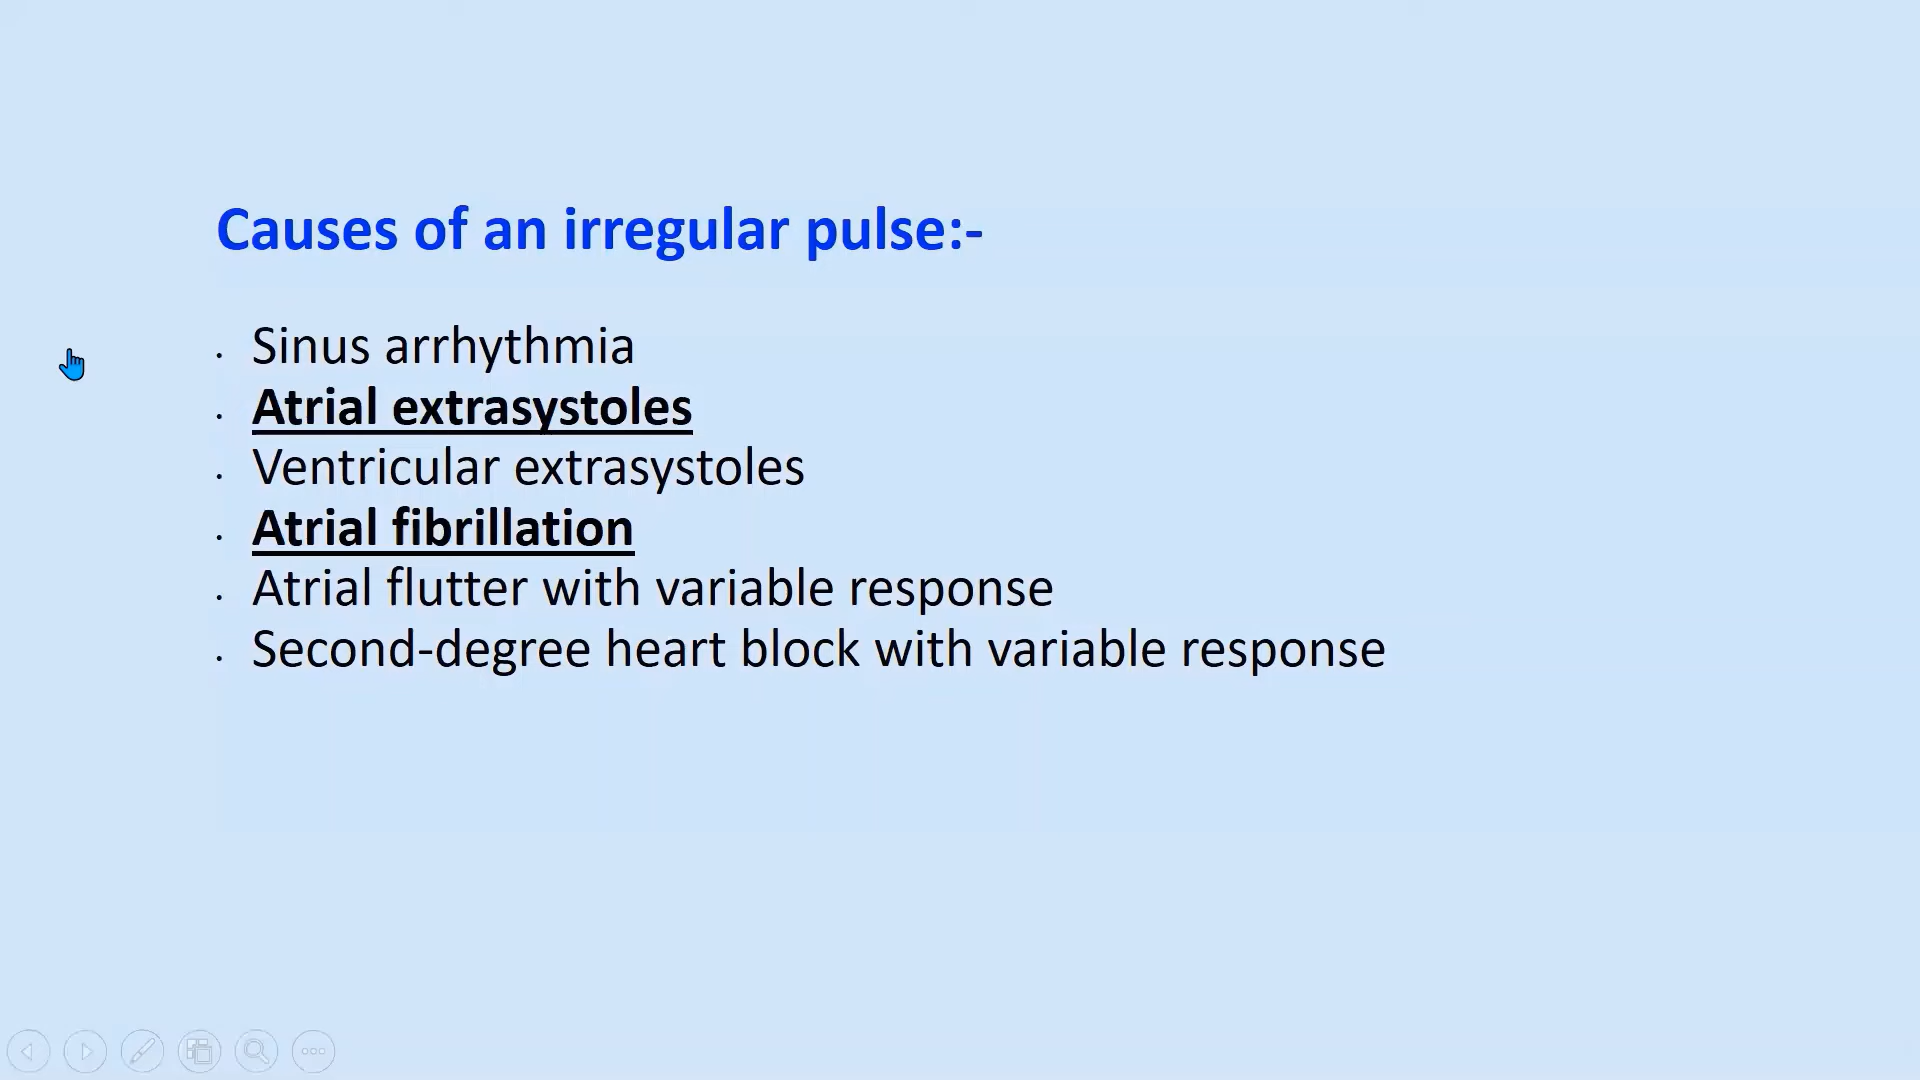 Causes of an irregular pulse:-
• Sinus arrhythmia
• Atrial extrasystoles
• Ventricular extrasystoles
• Atrial fibrillation
• Atrial flutter with variable response
• Second-degree heart block with variable response